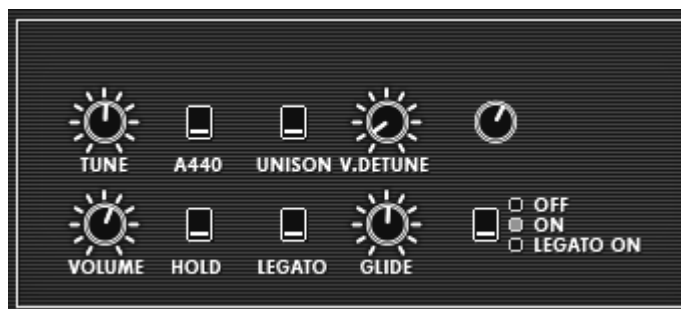 TUNE A440 UNISON V.DETUNE
OFF
ON
LEGATO ON
VOLUME HOLD LEGATO GLIDE